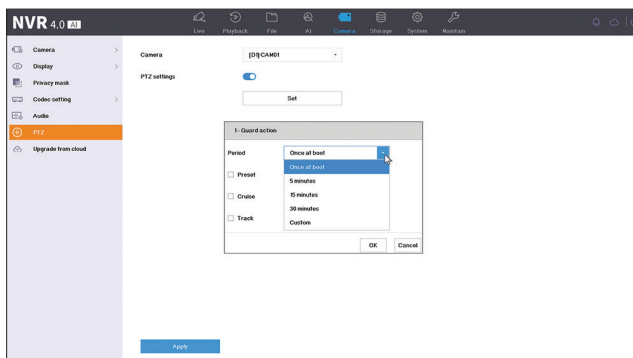 NVR 4.0 AI
Live Playback File AI Camera Storage System Maintain
Camera
Display
Privacy mask
Codec setting
Audio
PTZ
Upgrade from cloud
Camera [D1]CAM01
PTZ settings
Set
1- Guard action
Period Once at boot
Once at boot
5 minutes
Preset
15 minutes
Cruise
30 minutes
Track
Custom
OK Cancel
Apply